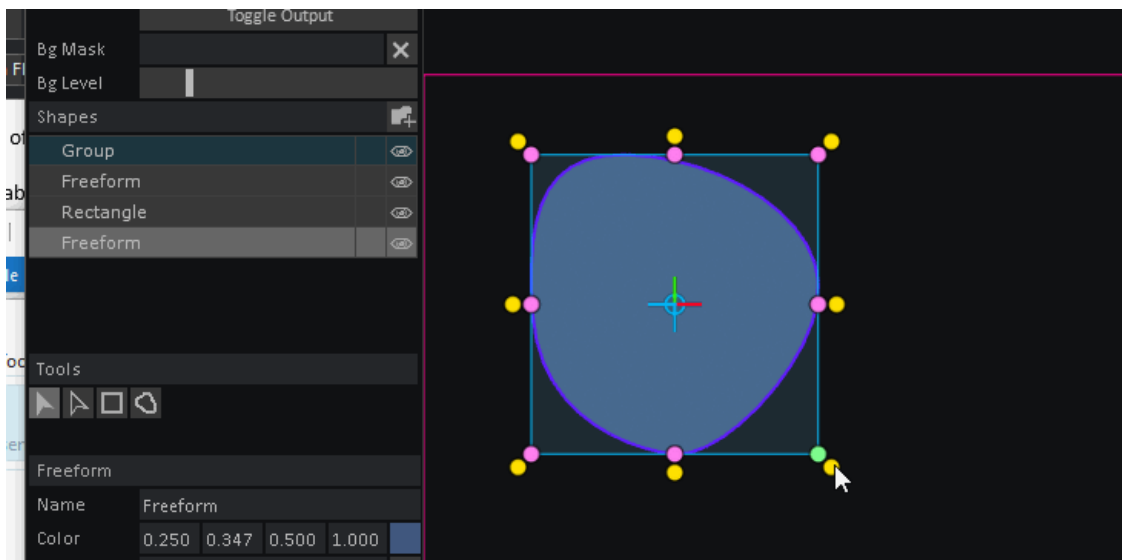 Toggle Output
Bg Mask
Bg Level
Shapes
Group
Freeform
Rectangle
Freeform
Tools
Freeform
Name Freeform
Color 0.250 0.347 0.500 1.000